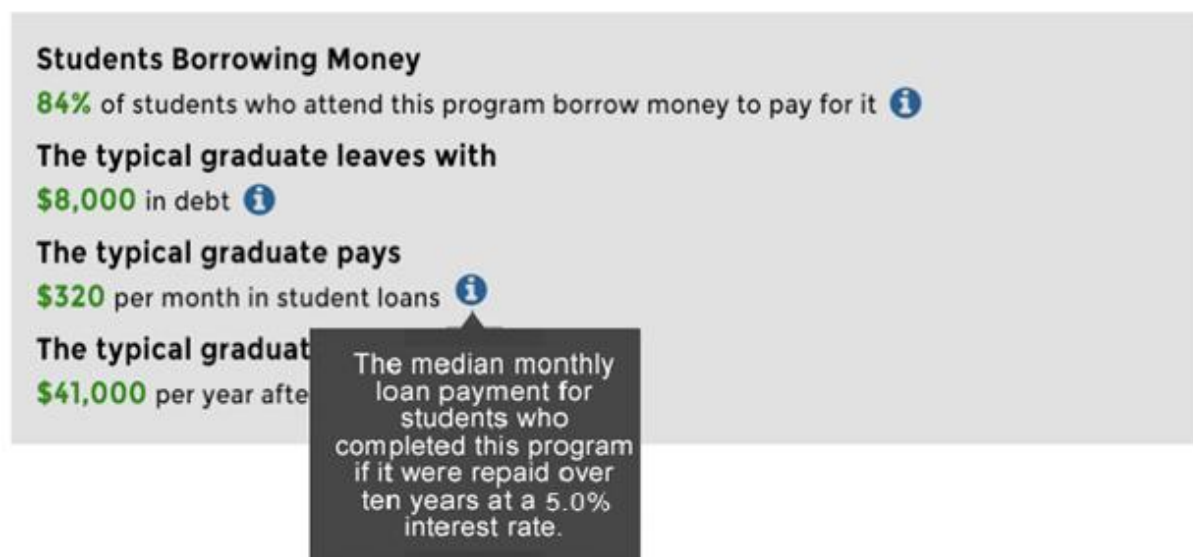 Students Borrowing Money
84% of students who attend this program borrow money to pay for it
The typical graduate leaves with
$8,000 in debt
The typical graduate pays
$320 per month in student loans
The typical
$41,000 per year
The median monthly
loan payment for
students who
completed this program
if it were repaid over
ten years at a 5.0%
interest rate.